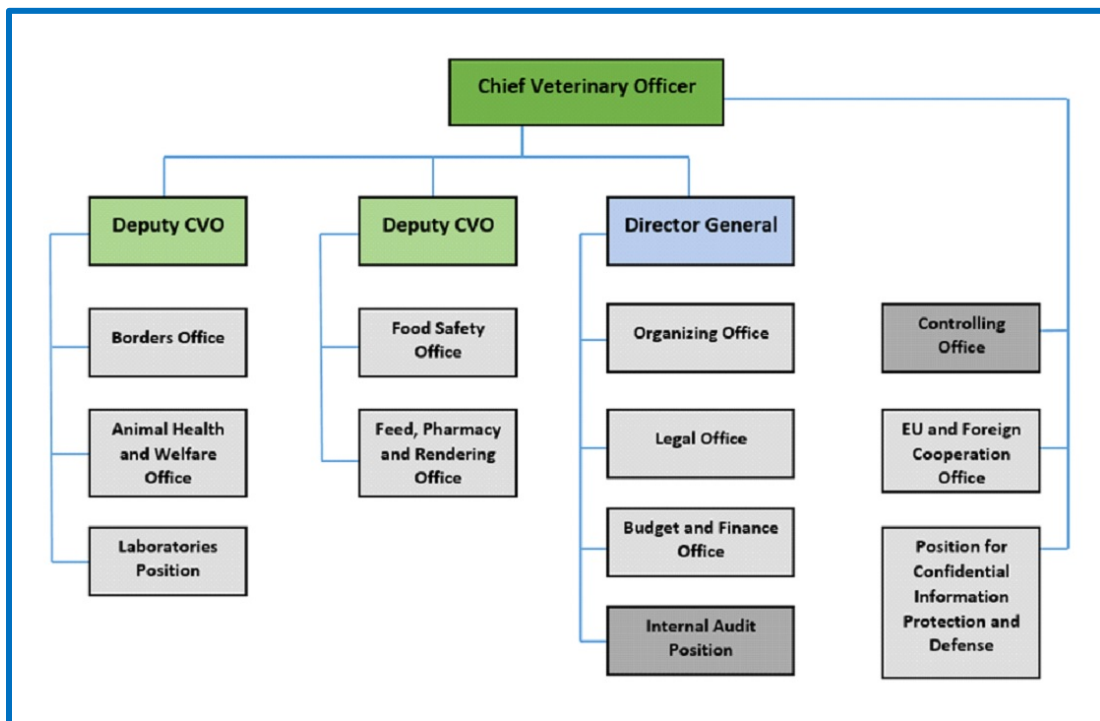 Chief Veterinary Officer
Deputy CVO
Deputy CVO
Director General
Borders Office
Animal Health
and Welfare
Office
Laboratories
Position
Food Safety
Office
Feed, Pharmacy
and Rendering
Office
Organizing Office
Legal Office
Budget and Finance
Office
Internal Audit
Position
Controlling
Office
EU and Foreign
Cooperation
Office
Position for
Confidential
Information
Protection and
Defense